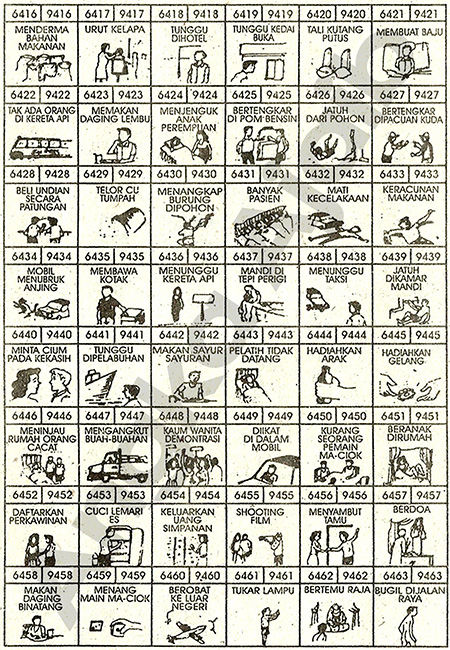 6416 9416 6417 9417 6418 9418 6419 9419 6420 9420 6421 9421
MENDERMA
BAHAN
MAKANAN
URUT KELAPA
TUNGGU
DIHOTEL
TUNGGU KEDAI
BUKA
TALI KUTANG
PUTUS
MEMBUAT BAJU
6422 9422 6423 9423 6424 9424 6425 9425 6426 9426 6427 9427
TAK ADA ORANG
DI KERETA API
MEMAKAN
DAGING LEMBU
MENJENGUK
ANAK
PEREMPUAN
BERTENGKAR
DI POM BENSIN
JATUH
DARI POHON
BERTENGKAR
DIPACUAN KUDA
6428 9428 6429 9429 6430 9430 6431 9431 6432 9432 6433 9433
BELI UNDIAN
SECARA
PATUNGAN
TELOR CU
TUMPAH
MENANGKAP
BURUNG
DIPOHON
BANYAK
PASIEN
MATI
KECELAKAAN
KERACUNAN
MAKANAN
6434 9434 6435 9435 6436 9436 6437 9437 6438 9438 6439 9439
MOBIL
MENUBRUK
ANJING
MEMBAWA
KOTAK
MENUNGGU
KERETA API
MANDI DI
TEPI PERIGI
MENUNGGU
TAKSI
JATUH
DIKAMAR
MANDI
6440 9440 6441 9441 6442 9442 6443 9443 6444 9444 6445 9445
MINTA CIUM
PADA KEKASIH
TUNGGU
DIPELABUHAN
MAKAN SAYUR
SAYURAN
PELATIH TIDAK
DATANG
HADIAHKAN
ARAK
HADIAHKAN
GELANG
6446 9446 6447 9447 6448 9448 6449 9449 6450 9450 6451 9451
MENINJAU
RUMAH ORANG
CACAT
MENGANGKUT
BUAH-BUAHAN
KAUM WANITA
DEMONTRASI
DIIKAT
DI DALAM
MOBIL
KURANG
SEORANG
PEMAIN
MA-CIOK
BERANAK
DIRUMAH
6452 9452 6453 9453 6454 9454 6455 9455 6456 9456 6457 9457
DAFTARKAN
PERKAWINAN
CUCI LEMARI
ES
KELUARKAN
UANG
SIMPANAN
SHOOTING
FILM
MENYAMBUT
TAMU
BERDOA
6458 9458 6459 9459 6460 9460 6461 9461 6462 9462 6463 9463
MAKAN
DAGING
BINATANG
MENANG
MAIN MA-CIOK
BEROBAT
KE LUAR
NEGERI
TUKAR LAMPU
BERTEMU RAJA
BUGIL DIJALAN
RAYA